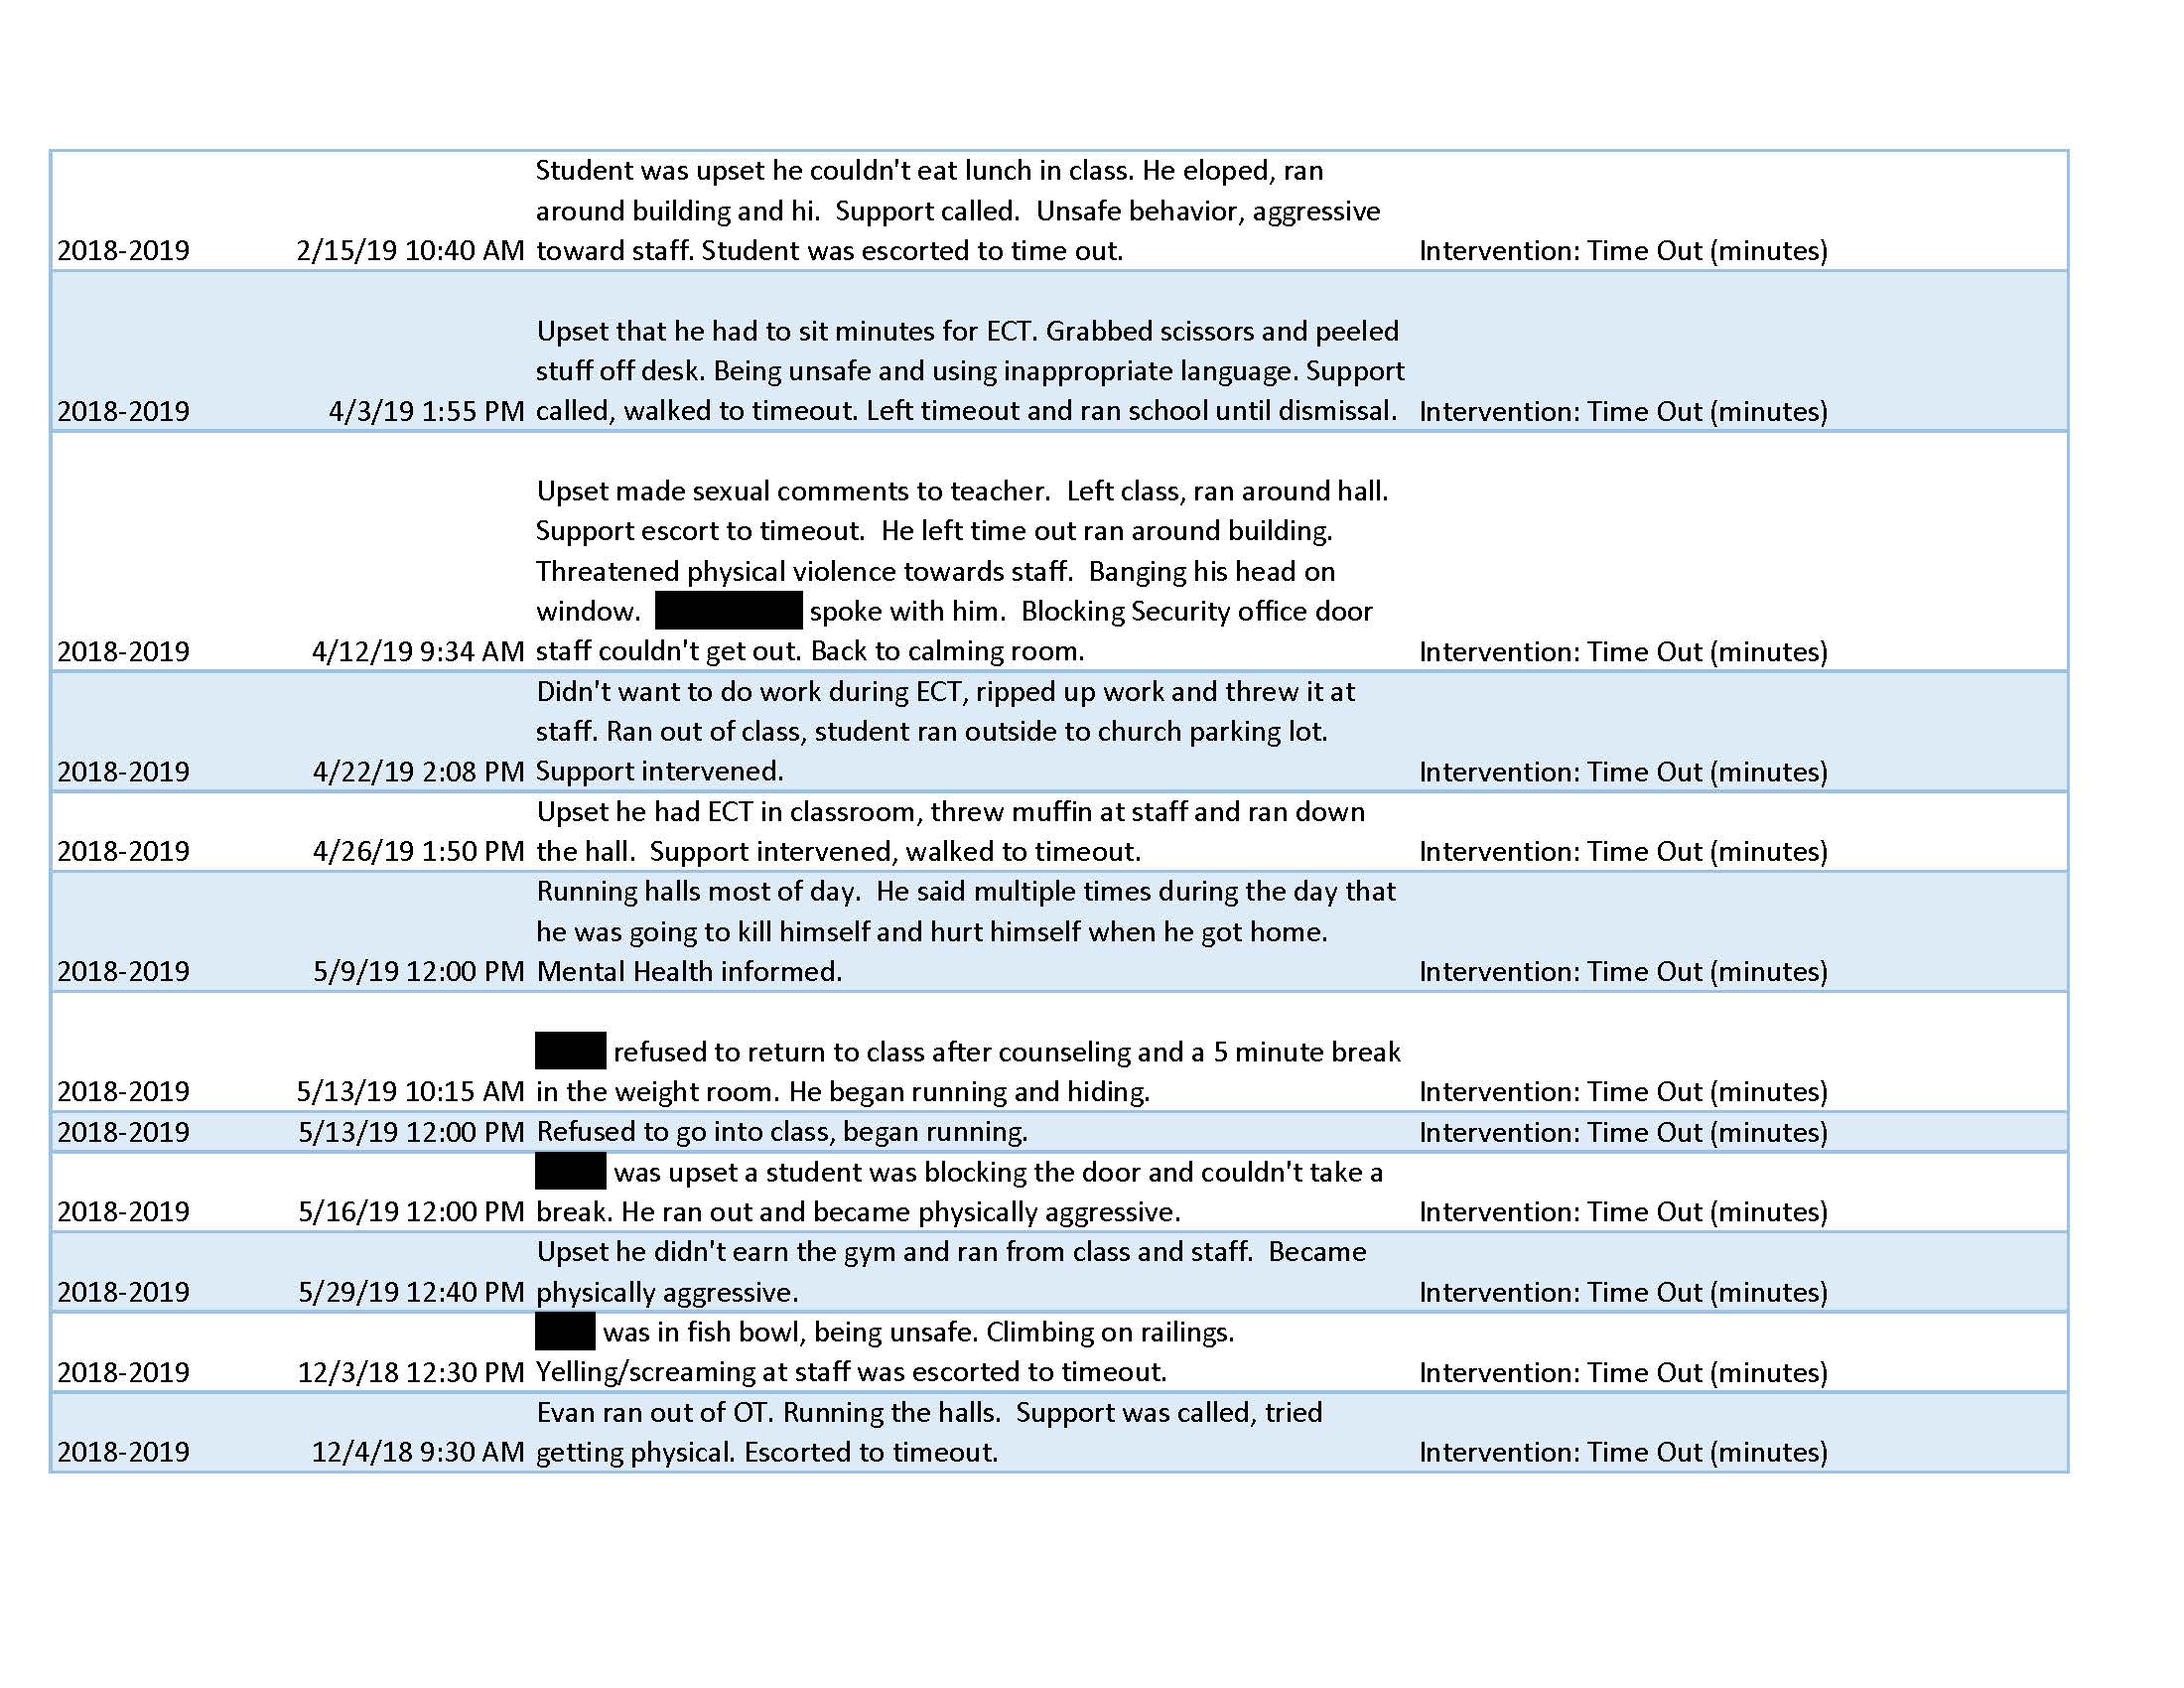 Student was upset he couldn't eat lunch in class. He eloped, ran
around building and hi.  Support called.  Unsafe behavior, aggressive
2018-2019 2/15/19 10:40 AM toward staff. Student was escorted to time out. Intervention: Time Out (minutes)
Upset that he had to sit minutes for ECT. Grabbed scissors and peeled
stuff off desk. Being unsafe and using inappropriate language. Support
2018-2019 4/3/19 1:55 PM called, walked to timeout. Left timeout and ran school until dismissal. Intervention: Time Out (minutes)
Upset made sexual comments to teacher.  Left class, ran around hall.
Support escort to timeout.  He left time out ran around building.
Threatened physical violence towards staff.  Banging his head on
window. spoke with him.  Blocking Security office door
2018-2019 4/12/19 9:34 AM staff couldn't get out. Back to calming room. Intervention: Time Out (minutes)
Didn't want to do work during ECT, ripped up work and threw it at
staff. Ran out of class, student ran outside to church parking lot.
2018-2019 4/22/19 2:08 PM Support intervened. Intervention: Time Out (minutes)
Upset he had ECT in classroom, threw muffin at staff and ran down
2018-2019 4/26/19 1:50 PM the hall.  Support intervened, walked to timeout. Intervention: Time Out (minutes)
Running halls most of day.  He said multiple times during the day that
he was going to kill himself and hurt himself when he got home.
2018-2019 5/9/19 12:00 PM Mental Health informed. Intervention: Time Out (minutes)
refused to return to class after counseling and a 5 minute break
2018-2019 5/13/19 10:15 AM in the weight room. He began running and hiding. Intervention: Time Out (minutes)
2018-2019 5/13/19 12:00 PM Refused to go into class, began running. Intervention: Time Out (minutes)
was upset a student was blocking the door and couldn't take a
2018-2019 5/16/19 12:00 PM break. He ran out and became physically aggressive. Intervention: Time Out (minutes)
Upset he didn't earn the gym and ran from class and staff.  Became
2018-2019 5/29/19 12:40 PM physically aggressive. Intervention: Time Out (minutes)
was in fish bowl, being unsafe. Climbing on railings.
2018-2019 12/3/18 12:30 PM Yelling/screaming at staff was escorted to timeout. Intervention: Time Out (minutes)
Evan ran out of OT. Running the halls.  Support was called, tried
2018-2019 12/4/18 9:30 AM getting physical. Escorted to timeout. Intervention: Time Out (minutes)